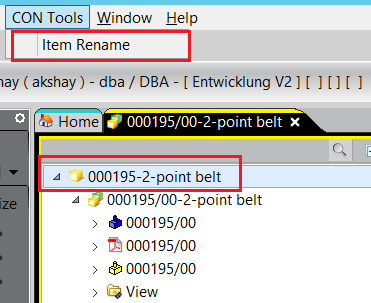 CON Tools Window Help
Item Rename
hay ( akshay ) - dba / DBA - [ Entwicklung V2 ] [ ] [ ] [ ]
Home 000195/00-2-point belt
000195-2-point belt
ize 000195/00-2-point belt
000195/00
000195/00
000195/00
View